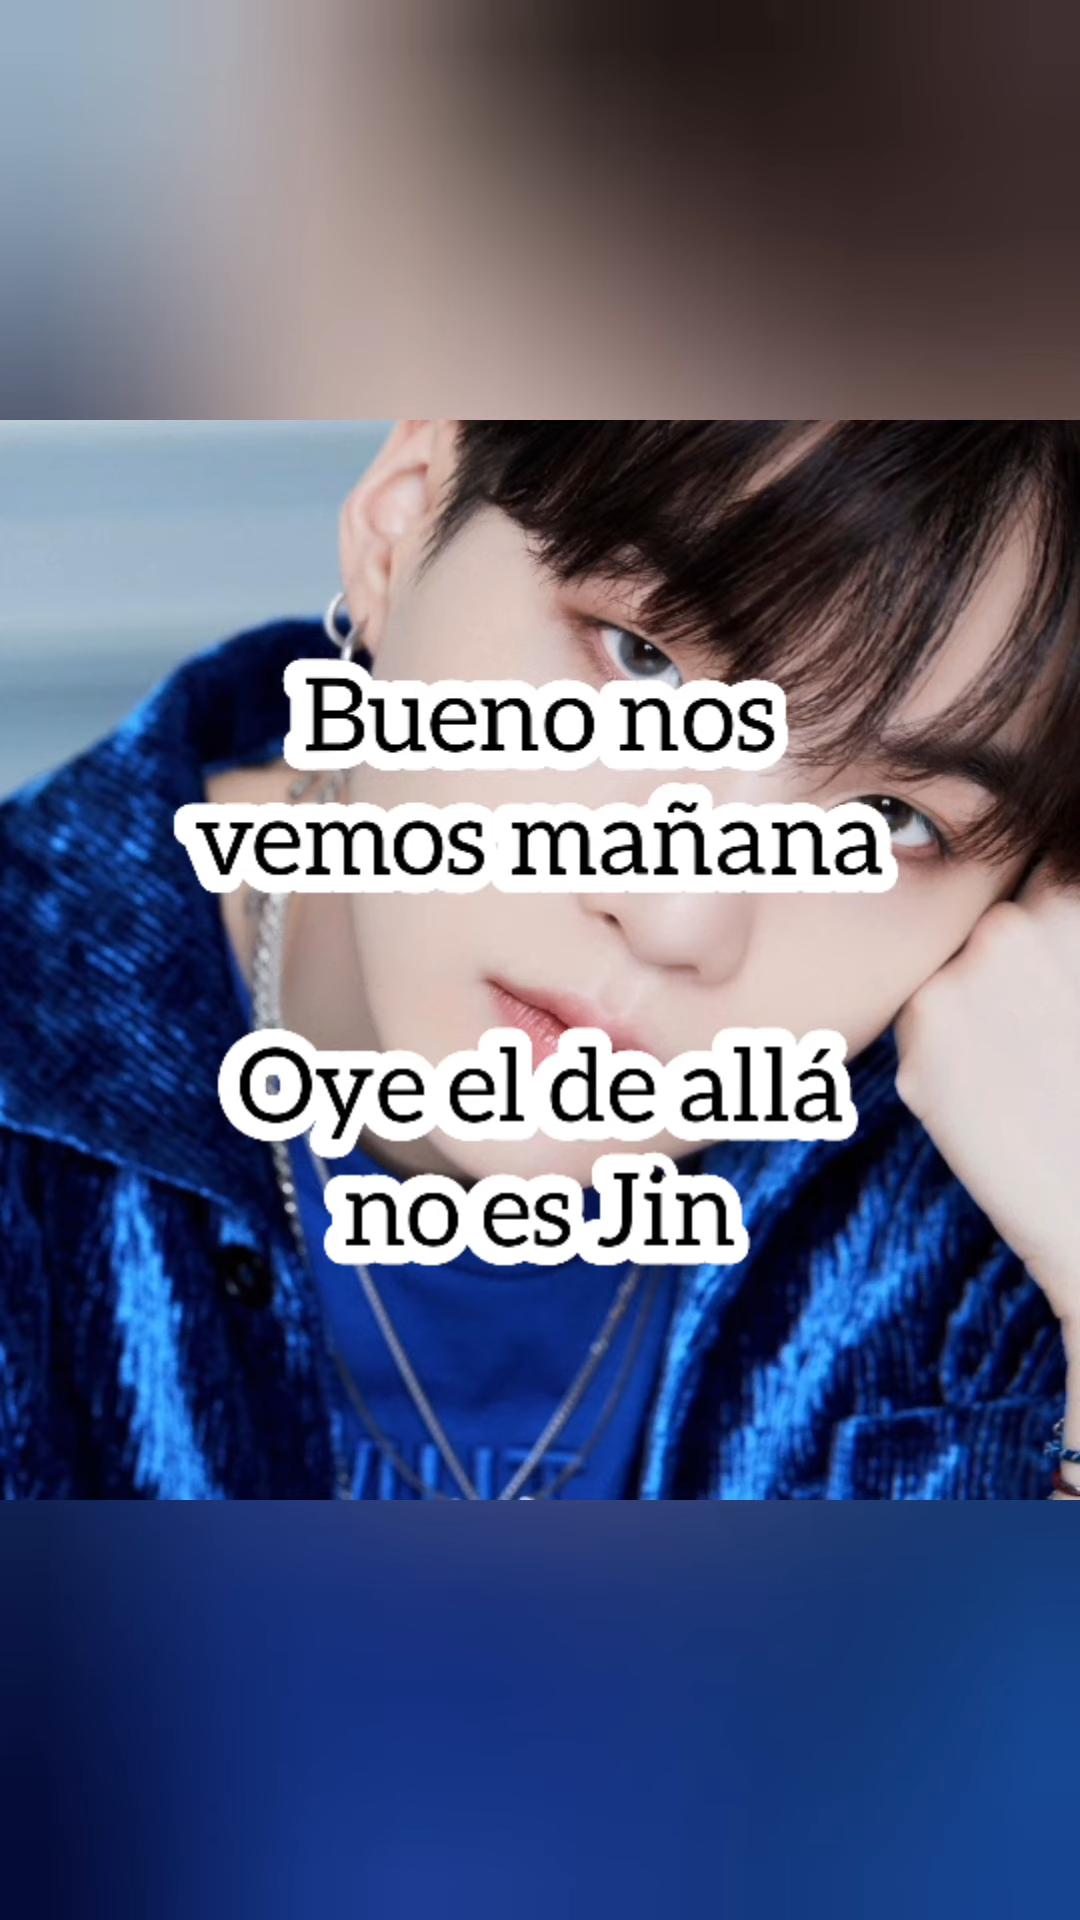 Bueno nos
vemos mañana
Oye el de allá
no es Jin